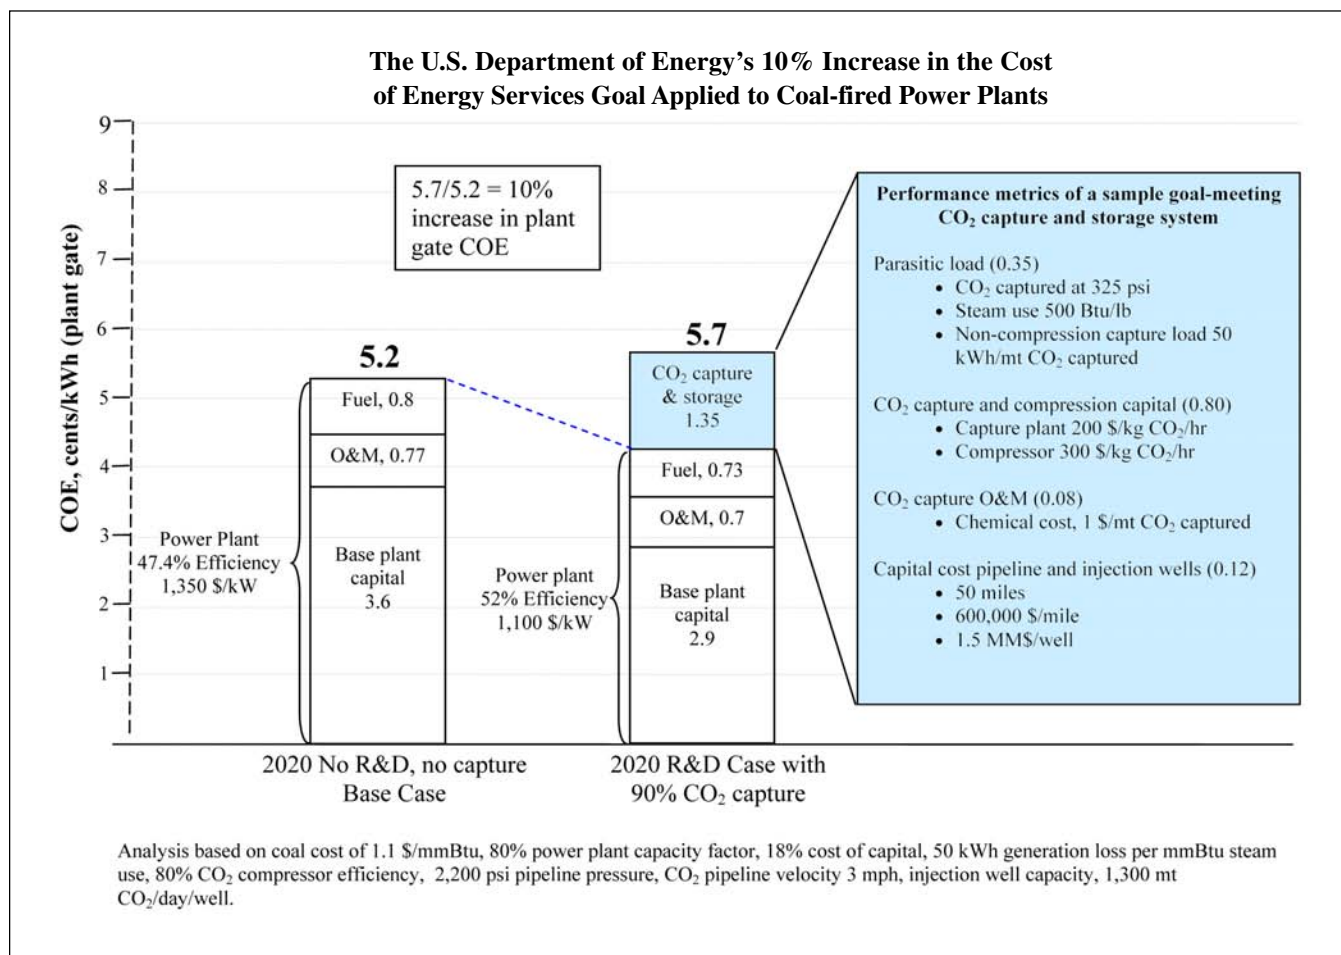 The U.S. Department of Energy's 10% Increase in the Cost
of Energy Services Goal Applied to Coal-fired Power Plants
COE, cents/kWh (plant gate)
9
8
7
6
5
4
3
2
1
5.7/5.2 = 10%
increase in plant
gate COE
5.2
Fuel, 0.8
O&M, 0.77
Base plant
capital
3.6
Power Plant
47.4% Efficiency
1,350 $/kW
5.7
CO₂ capture
& storage
1.35
Fuel, 0.73
O&M, 0.7
Base plant
capital
2.9
Power plant
52% Efficiency
1,100 $/kW
2020 No R&D, no capture
Base Case
2020 R&D Case with
90% CO₂ capture
Performance metrics of a sample goal-meeting
CO₂ capture and storage system
Parasitic load (0.35)
• CO₂ captured at 325 psi
• Steam use 500 Btu/lb
• Non-compression capture load 50
kWh/mt CO₂ captured
CO₂ capture and compression capital (0.80)
• Capture plant 200 $/kg CO₂/hr
• Compressor 300 $/kg CO₂/hr
CO₂ capture O&M (0.08)
• Chemical cost, 1 $/mt CO₂ captured
Capital cost pipeline and injection wells (0.12)
• 50 miles
• 600,000 $/mile
• 1.5 MM$/well
Analysis based on coal cost of 1.1 $/mmBtu, 80% power plant capacity factor, 18% cost of capital, 50 kWh generation loss per mmBtu steam
use, 80% CO₂ compressor efficiency, 2,200 psi pipeline pressure, CO₂ pipeline velocity 3 mph, injection well capacity, 1,300 mt
CO₂/day/well.